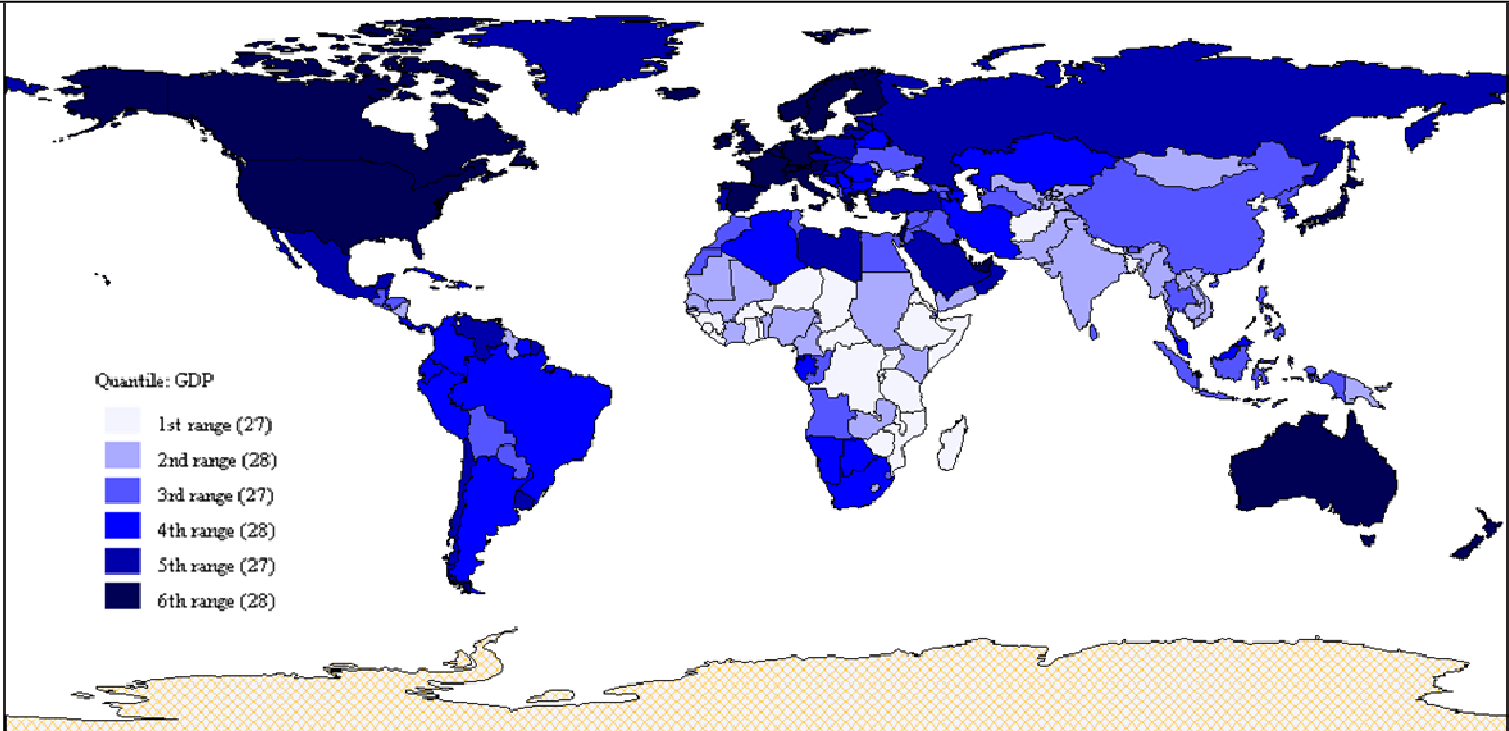 Quantile: GDP
1st range (27)
2nd range (28)
3rd range (27)
4th range (28)
5th range (27)
6th range (28)